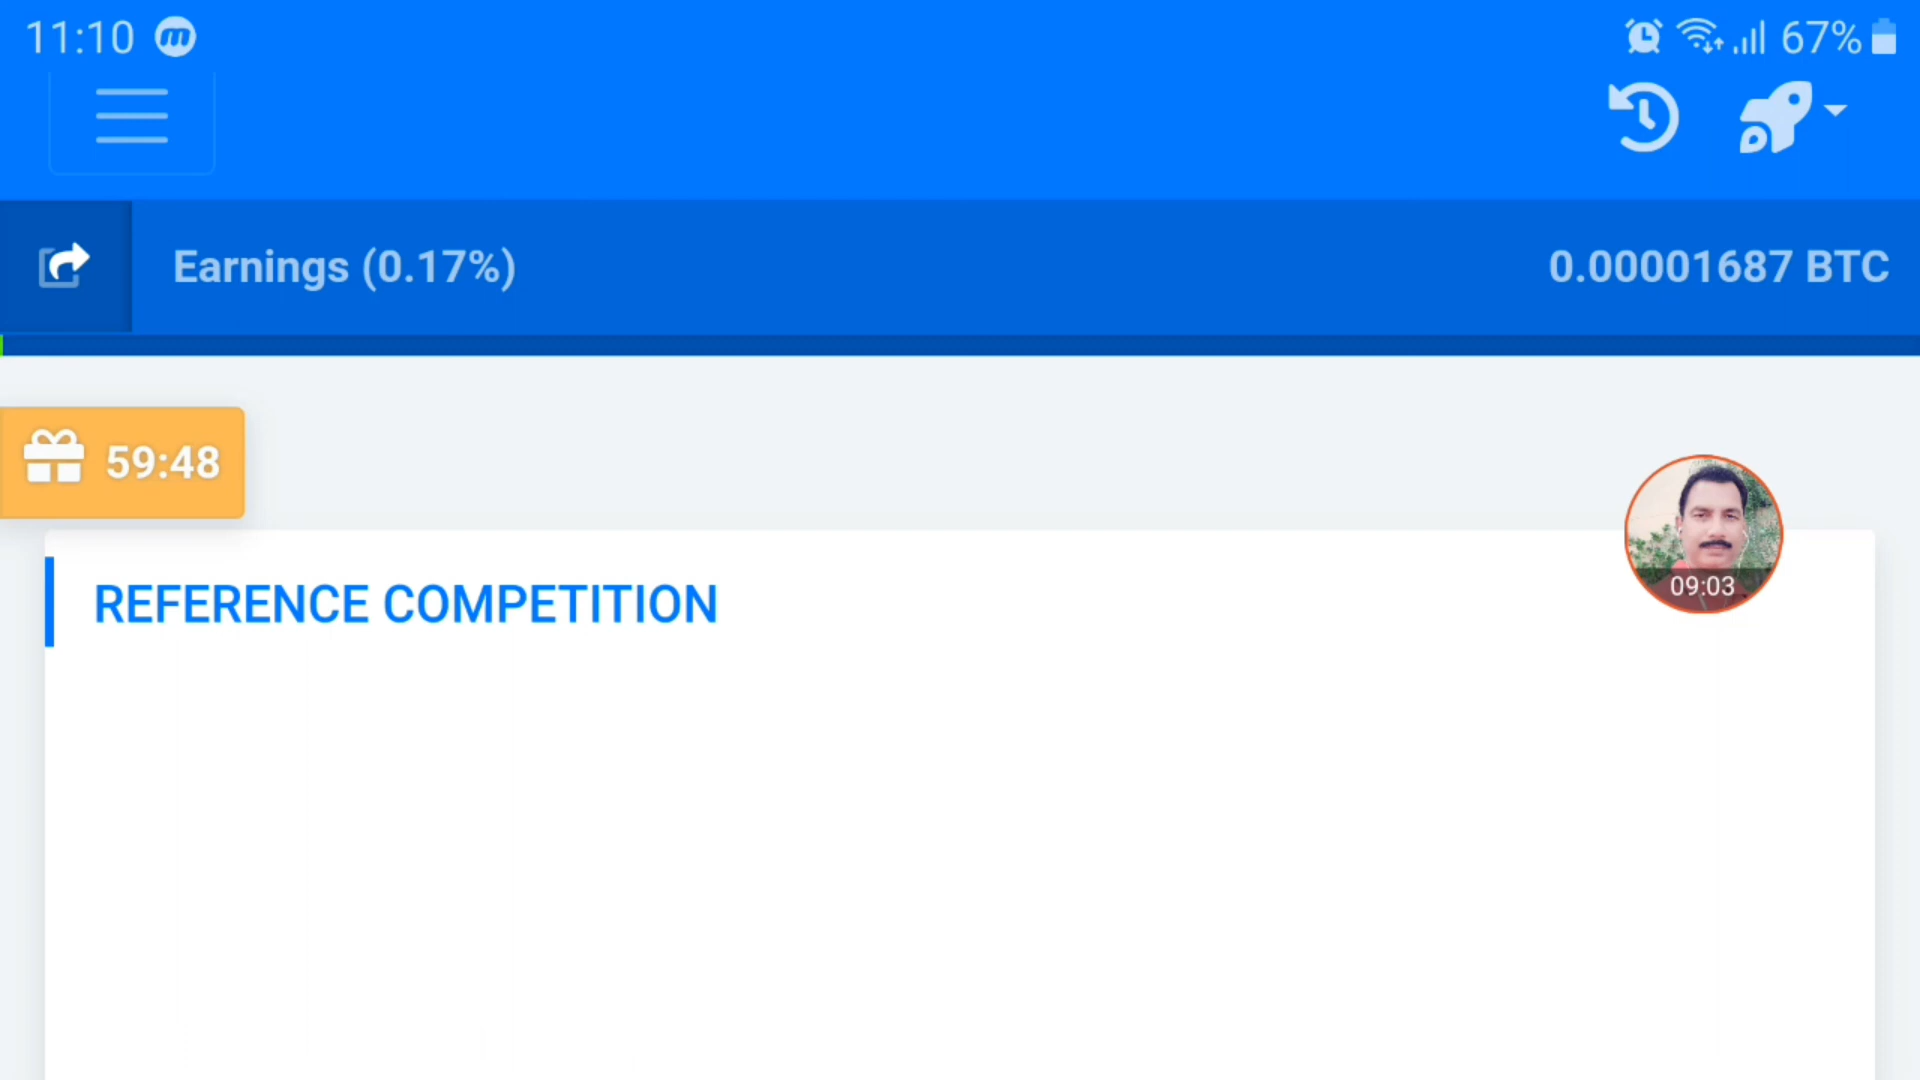 11:10
67%
Earnings (0.17%)
0.00001687 BTC
59:48
09:03
REFERENCE COMPETITION